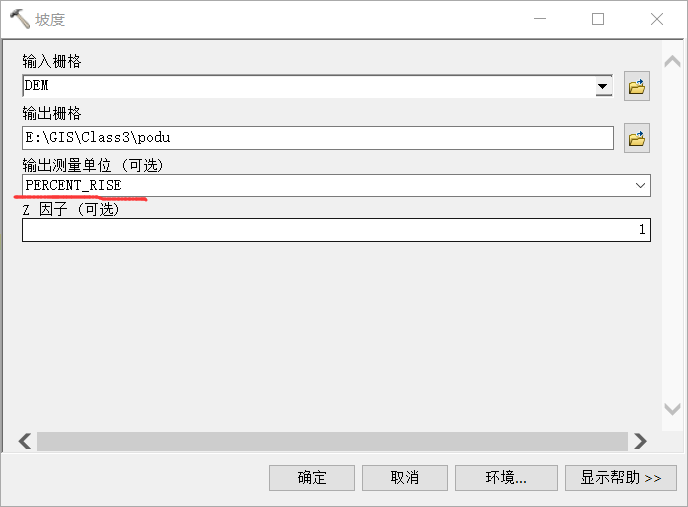 坡度
输入栅格
DEM
输出栅格
E:\GIS\Class3\podu
输出测量单位 (可选)
PERCENT_RISE
Z 因子 (可选)
1
确定 取消 环境... 显示帮助 >>